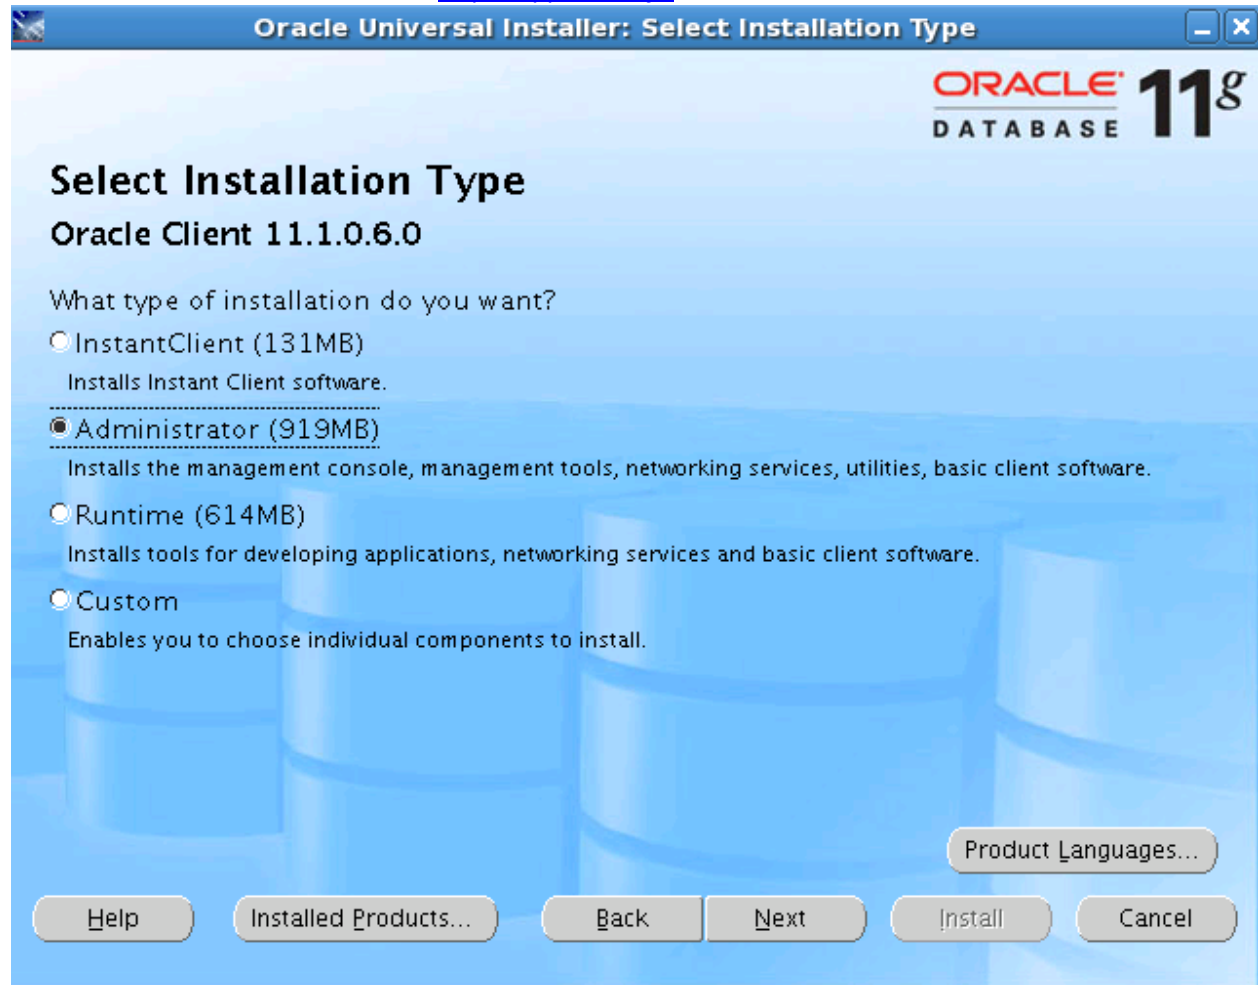 Oracle Universal Installer: Select Installation Type
ORACLE 11g
DATABASE
Select Installation Type
Oracle Client 11.1.0.6.0
What type of installation do you want?
InstantClient (131MB)
Installs Instant Client software.
Administrator (919MB)
Installs the management console, management tools, networking services, utilities, basic client software.
Runtime (614MB)
Installs tools for developing applications, networking services and basic client software.
Custom
Enables you to choose individual components to install.
Product Languages...
Help Installed Products... Back Next Install Cancel